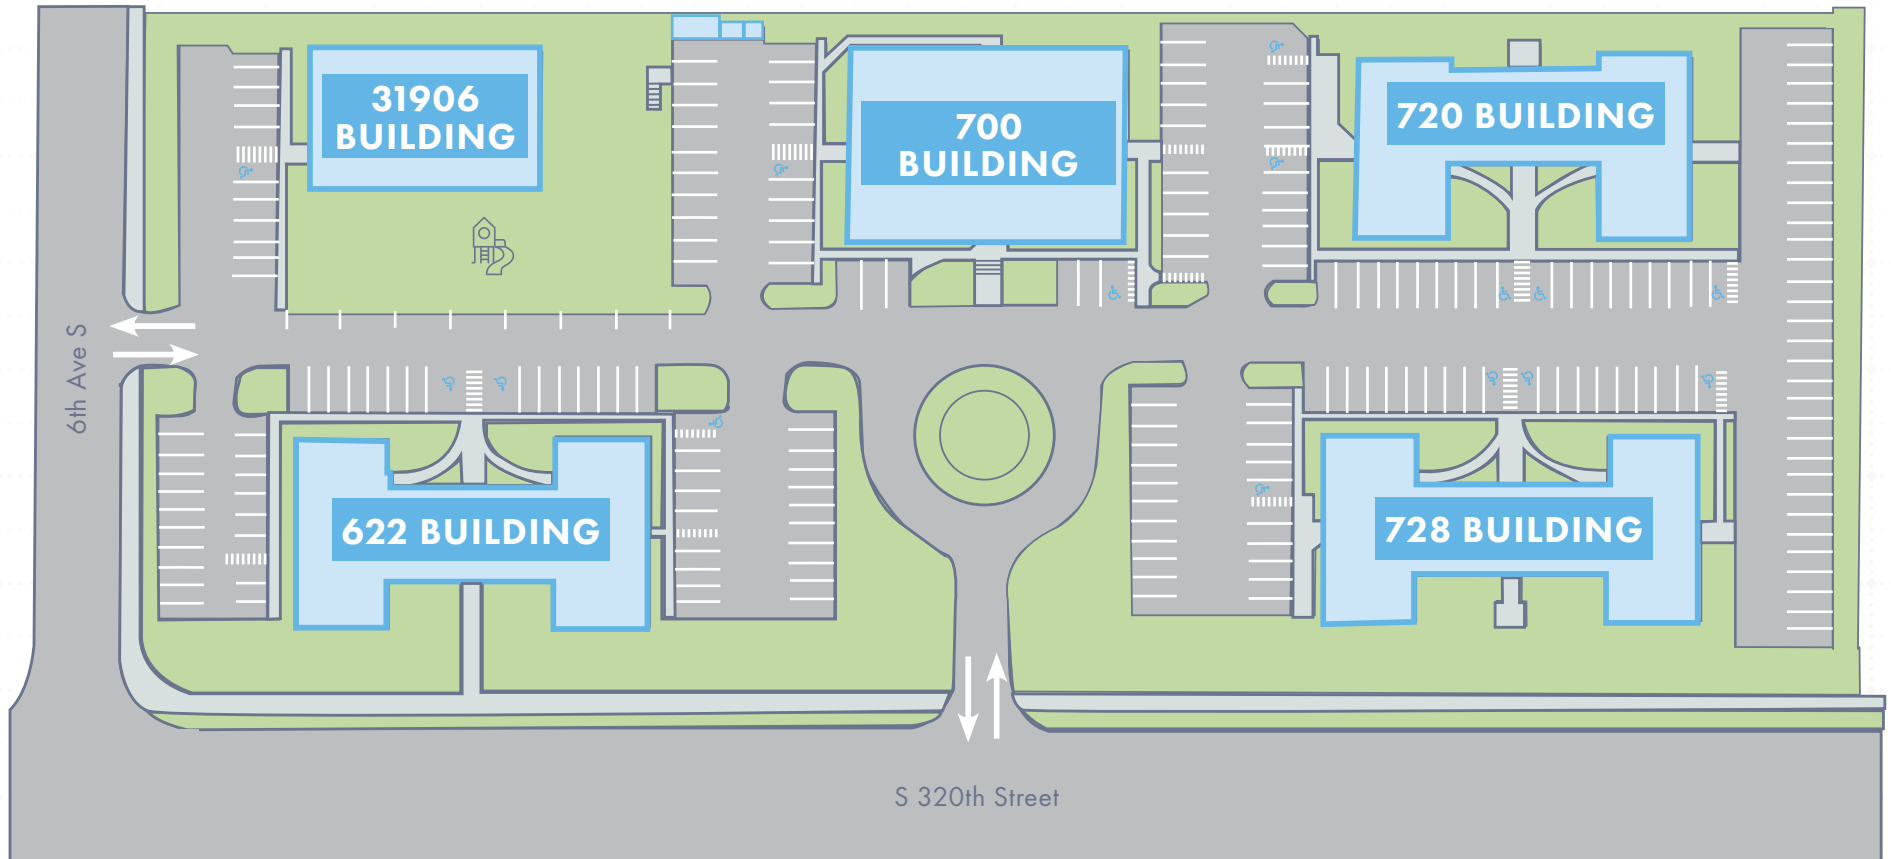 31906
BUILDING
700
BUILDING
720 BUILDING
6th Ave S
622 BUILDING
728 BUILDING
S 320th Street